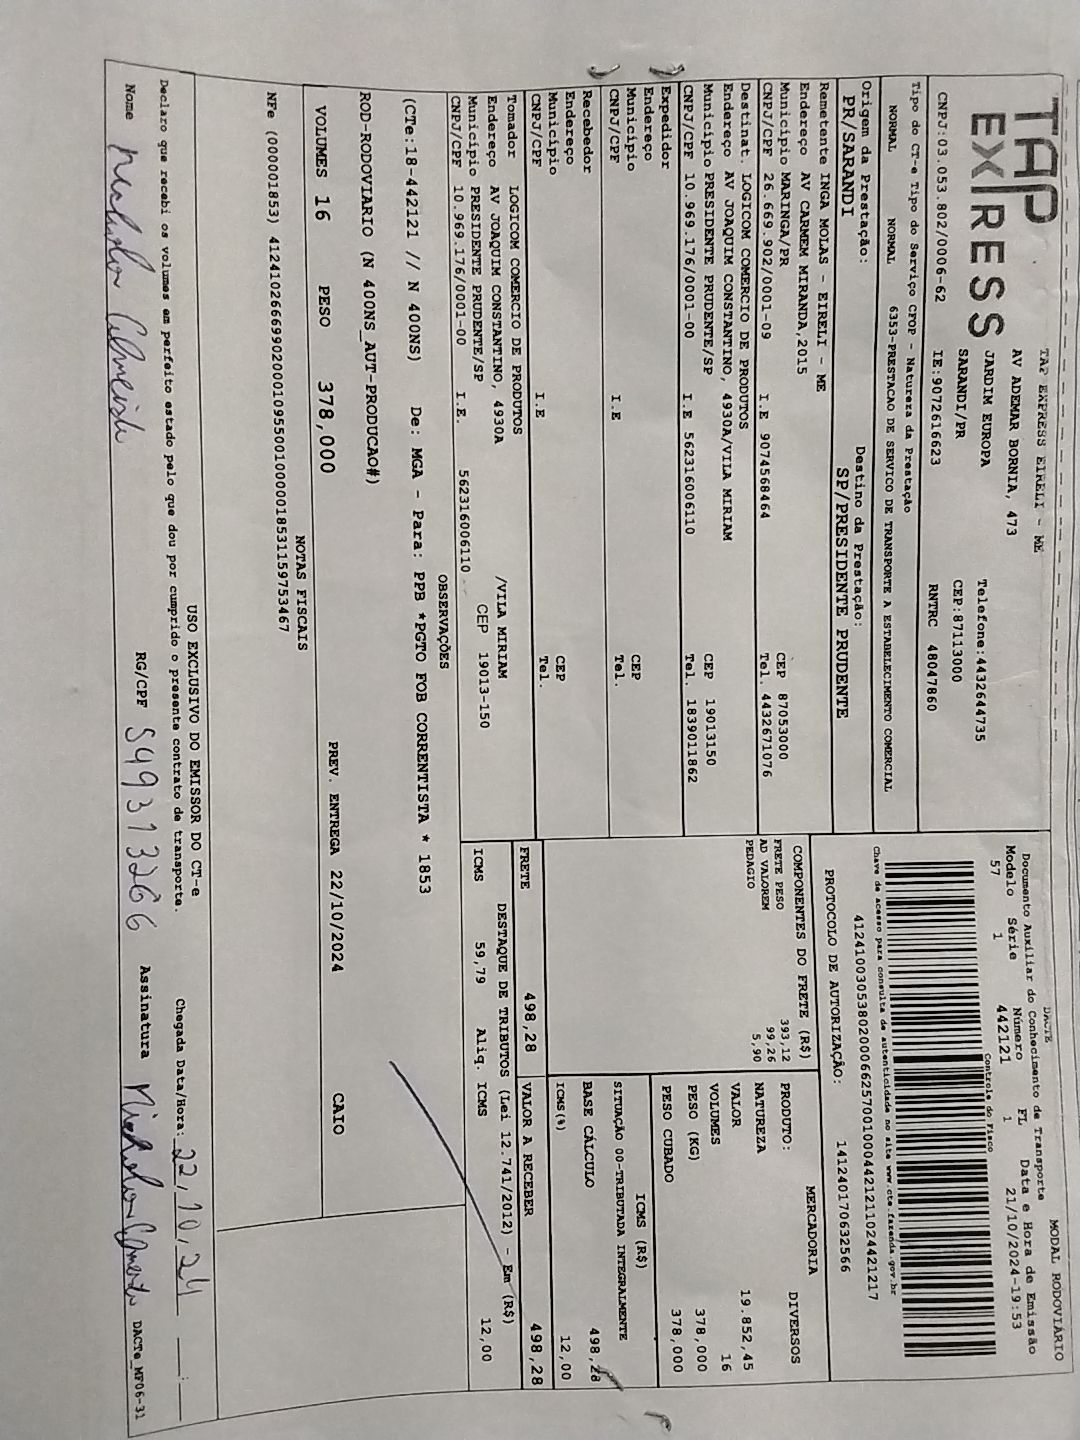 TAP
EXPRESS
TAP EXPRESS EIRELI - ME
AV ADEMAR BORNIA, 473
JARDIM EUROPA
SARANDI/PR
Telefone:4432644735
CEP:87113000
CNPJ:03.053.802/0006-62 IE:9072616623 RNTRC 48047860
Tipo do CT-e Tipo do Serviço CFOP - Natureza da Prestação
NORMAL NORMAL 6353-PRESTACAO DE SERVICO DE TRANSPORTE A ESTABELECIMENTO COMERCIAL
Origem da Prestação: Destino da Prestação:
PR/SARANDI SP/PRESIDENTE PRUDENTE
Remetente INGA MOLAS - EIRELI - ME
Endereço AV CARMEM MIRANDA,2015
Município MARINGA/PR CEP 87053000
CNPJ/CPF 26.669.902/0001-09 I.E 9074568464 Tel. 4432671076
Destinat. LOGICOM COMERCIO DE PRODUTOS
Endereço AV JOAQUIM CONSTANTINO, 4930A/VILA MIRIAM
Município PRESIDENTE PRUDENTE/SP CEP 19013150
CNPJ/CPF 10.969.176/0001-00 I.E 562316006110 Tel. 1839011862
Expedidor
Endereço
Município CEP
CNPJ/CPF I.E Tel.
Recebedor
Endereço
Município CEP
CNPJ/CPF I.E Tel.
Tomador LOGICOM COMERCIO DE PRODUTOS
Endereço AV JOAQUIM CONSTANTINO, 4930A /VILA MIRIAM
Município PRESIDENTE PRUDENTE/SP CEP 19013-150
CNPJ/CPF 10.969.176/0001-00 I.E. 562316006110
MODAL RODOVIÁRIO
DACTE
Documento Auxiliar do Conhecimento de Transporte
Modelo Série Número FL Data e Hora de Emissão
57 1 442121 1 21/10/2024-19:53
Controle do Fisco
Chave de acesso para consulta de autenticidade no site www.cte.fazenda.gov.br
41241003053802000662570010004421211024421217
PROTOCOLO DE AUTORIZAÇÃO: 141240170632566
COMPONENTES DO FRETE (R$)
FRETE PESO 393,12
AD VALOREM 99,26
PEDAGIO 5,90
MERCADORIA
PRODUTO: DIVERSOS
NATUREZA
VALOR 19.852,45
VOLUMES 16
PESO (KG) 378,000
PESO CUBADO 378,000
ICMS (R$)
SITUAÇÃO 00-TRIBUTADA INTEGRALMENTE
BASE CÁLCULO 498,28
ICMS(%) 12,00
FRETE 498,28 VALOR A RECEBER 498,28
DESTAQUE DE TRIBUTOS (Lei 12.741/2012) - Em (R$)
ICMS 59,79 Aliq. ICMS 12,00
OBSERVAÇÕES
(CTe:18-442121 // N 400NS) De: MGA - Para: PPB *PGTO FOB CORRENTISTA * 1853
ROD-RODOVIARIO (N 400NS_AUT-PRODUCAO#)
VOLUMES 16 PESO 378,000 PREV. ENTREGA 22/10/2024 CAIO
NOTAS FISCAIS
NFe (000001853) 41241026669902000109550010000018531159753467
USO EXCLUSIVO DO EMISSOR DO CT-e
Declaro que recebi os volumes em perfeito estado pelo que dou por cumprido o presente contrato de transporte. Chegada Data/Hora: 22/10/24
Nome RG/CPF 549313266 Assinatura DACTe_MF06-31